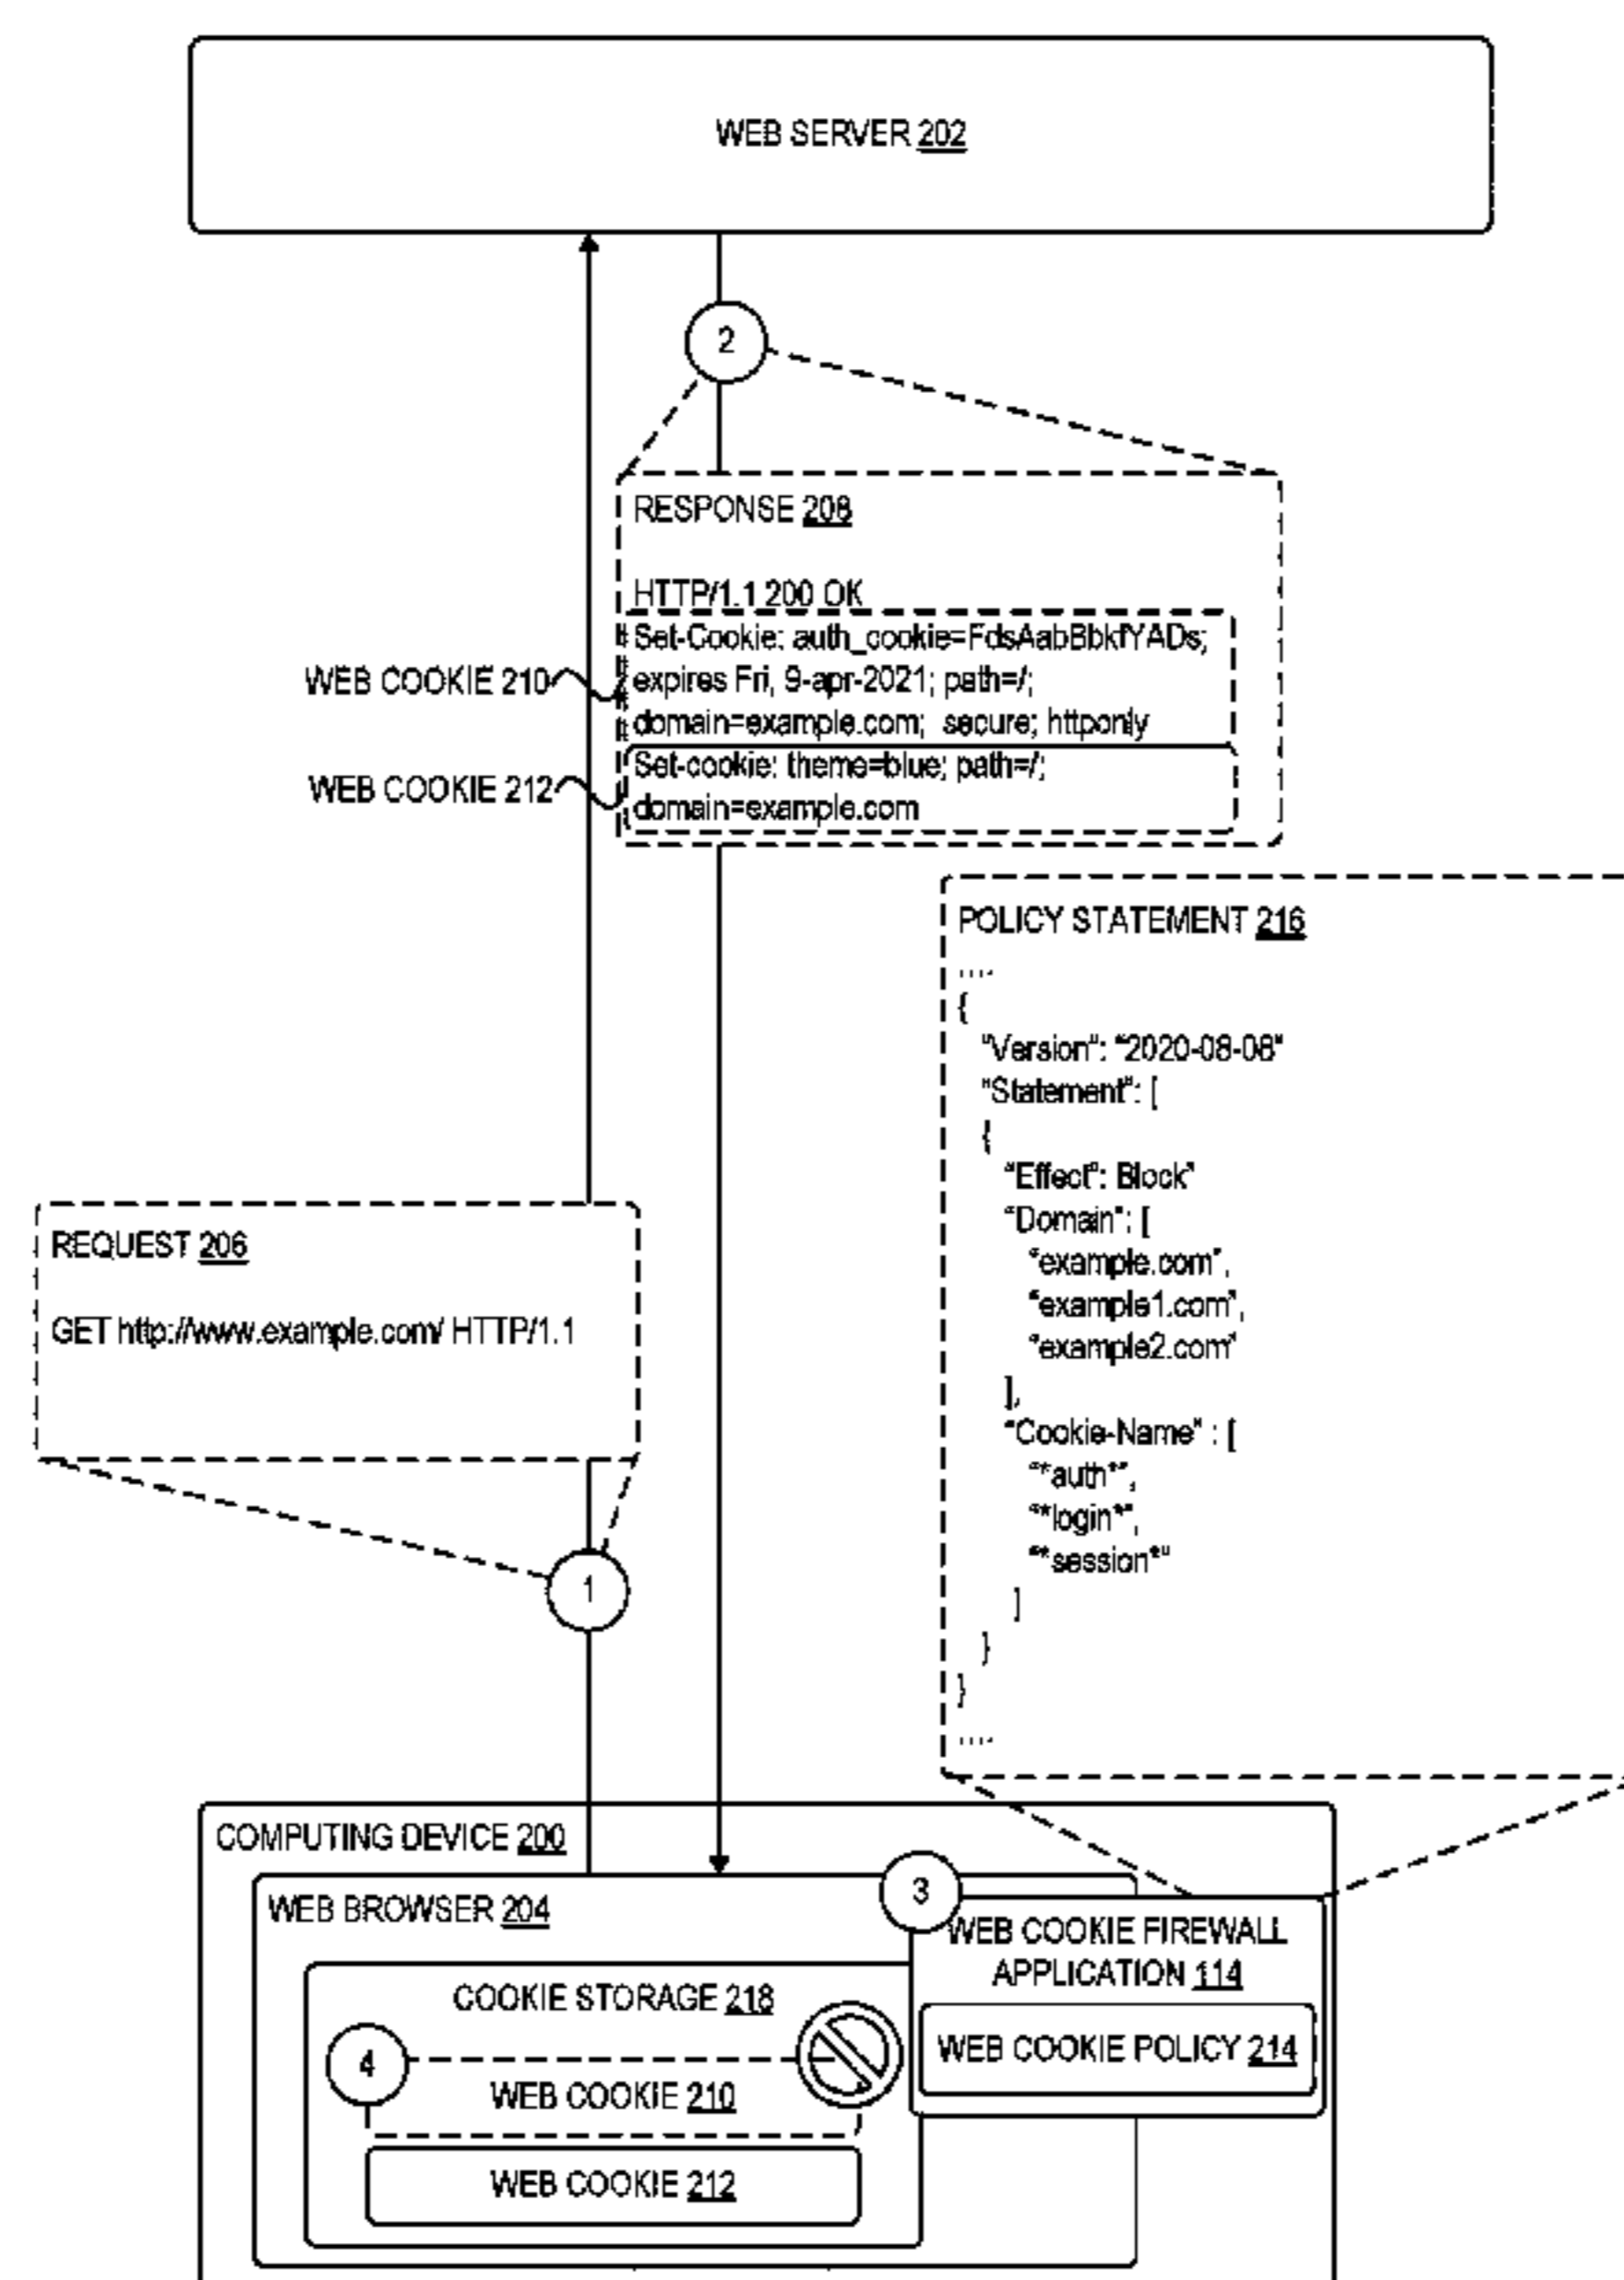 WEB SERVER 202
2
RESPONSE 208
HTTP/1.1 200 OK
Set-Cookie: auth_cookie=FdsAabBbkfYADs;
expires Fri, 9-apr-2021; path=/;
domain=example.com; secure; httponly
WEB COOKIE 210
Set-cookie: theme=blue; path=/;
domain=example.com
WEB COOKIE 212
POLICY STATEMENT 216
....
{
"Version": "2020-08-08"
"Statement": [
{
"Effect": Block"
"Domain": [
"example.com",
"example1.com",
"example2.com"
],
"Cookie-Name" : [
"*auth*",
"*login*",
"*session*"
]
}
}
....
REQUEST 206
GET http://www.example.com/ HTTP/1.1
1
COMPUTING DEVICE 200
WEB BROWSER 204
3
WEB COOKIE FIREWALL
APPLICATION 114
WEB COOKIE POLICY 214
COOKIE STORAGE 218
4
WEB COOKIE 210
WEB COOKIE 212